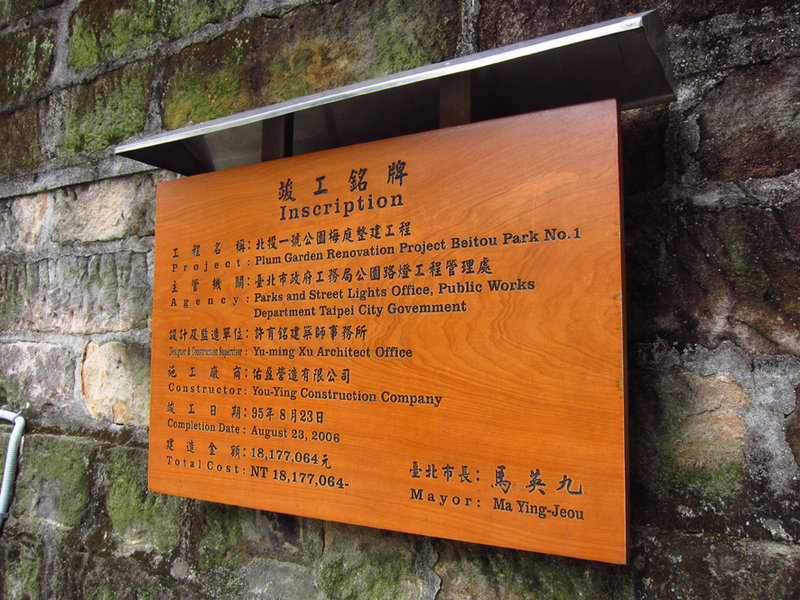 竣工銘牌
Inscription
工程名稱：北投一號公園梅庭整建工程
Project: Plum Garden Renovation Project Beitou Park No.1
主管機關：臺北市政府工務局公園路燈工程管理處
Agency: Parks and Street Lights Office, Public Works
Department Taipei City Govemment
設計及監造單位：許育銘建築師事務所
Designer & Construction Supervisor: Yu-ming Xu Architect Office
施工廠商：佑盈營造有限公司
Constructor: You-Ying Construction Company
竣工日期：95年8月23日
Completion Date: August 23, 2006
建造金額：18,177,064元
Total Cost: NT 18,177,064-
臺北市長：馬英九
Mayor: Ma Ying-Jeou